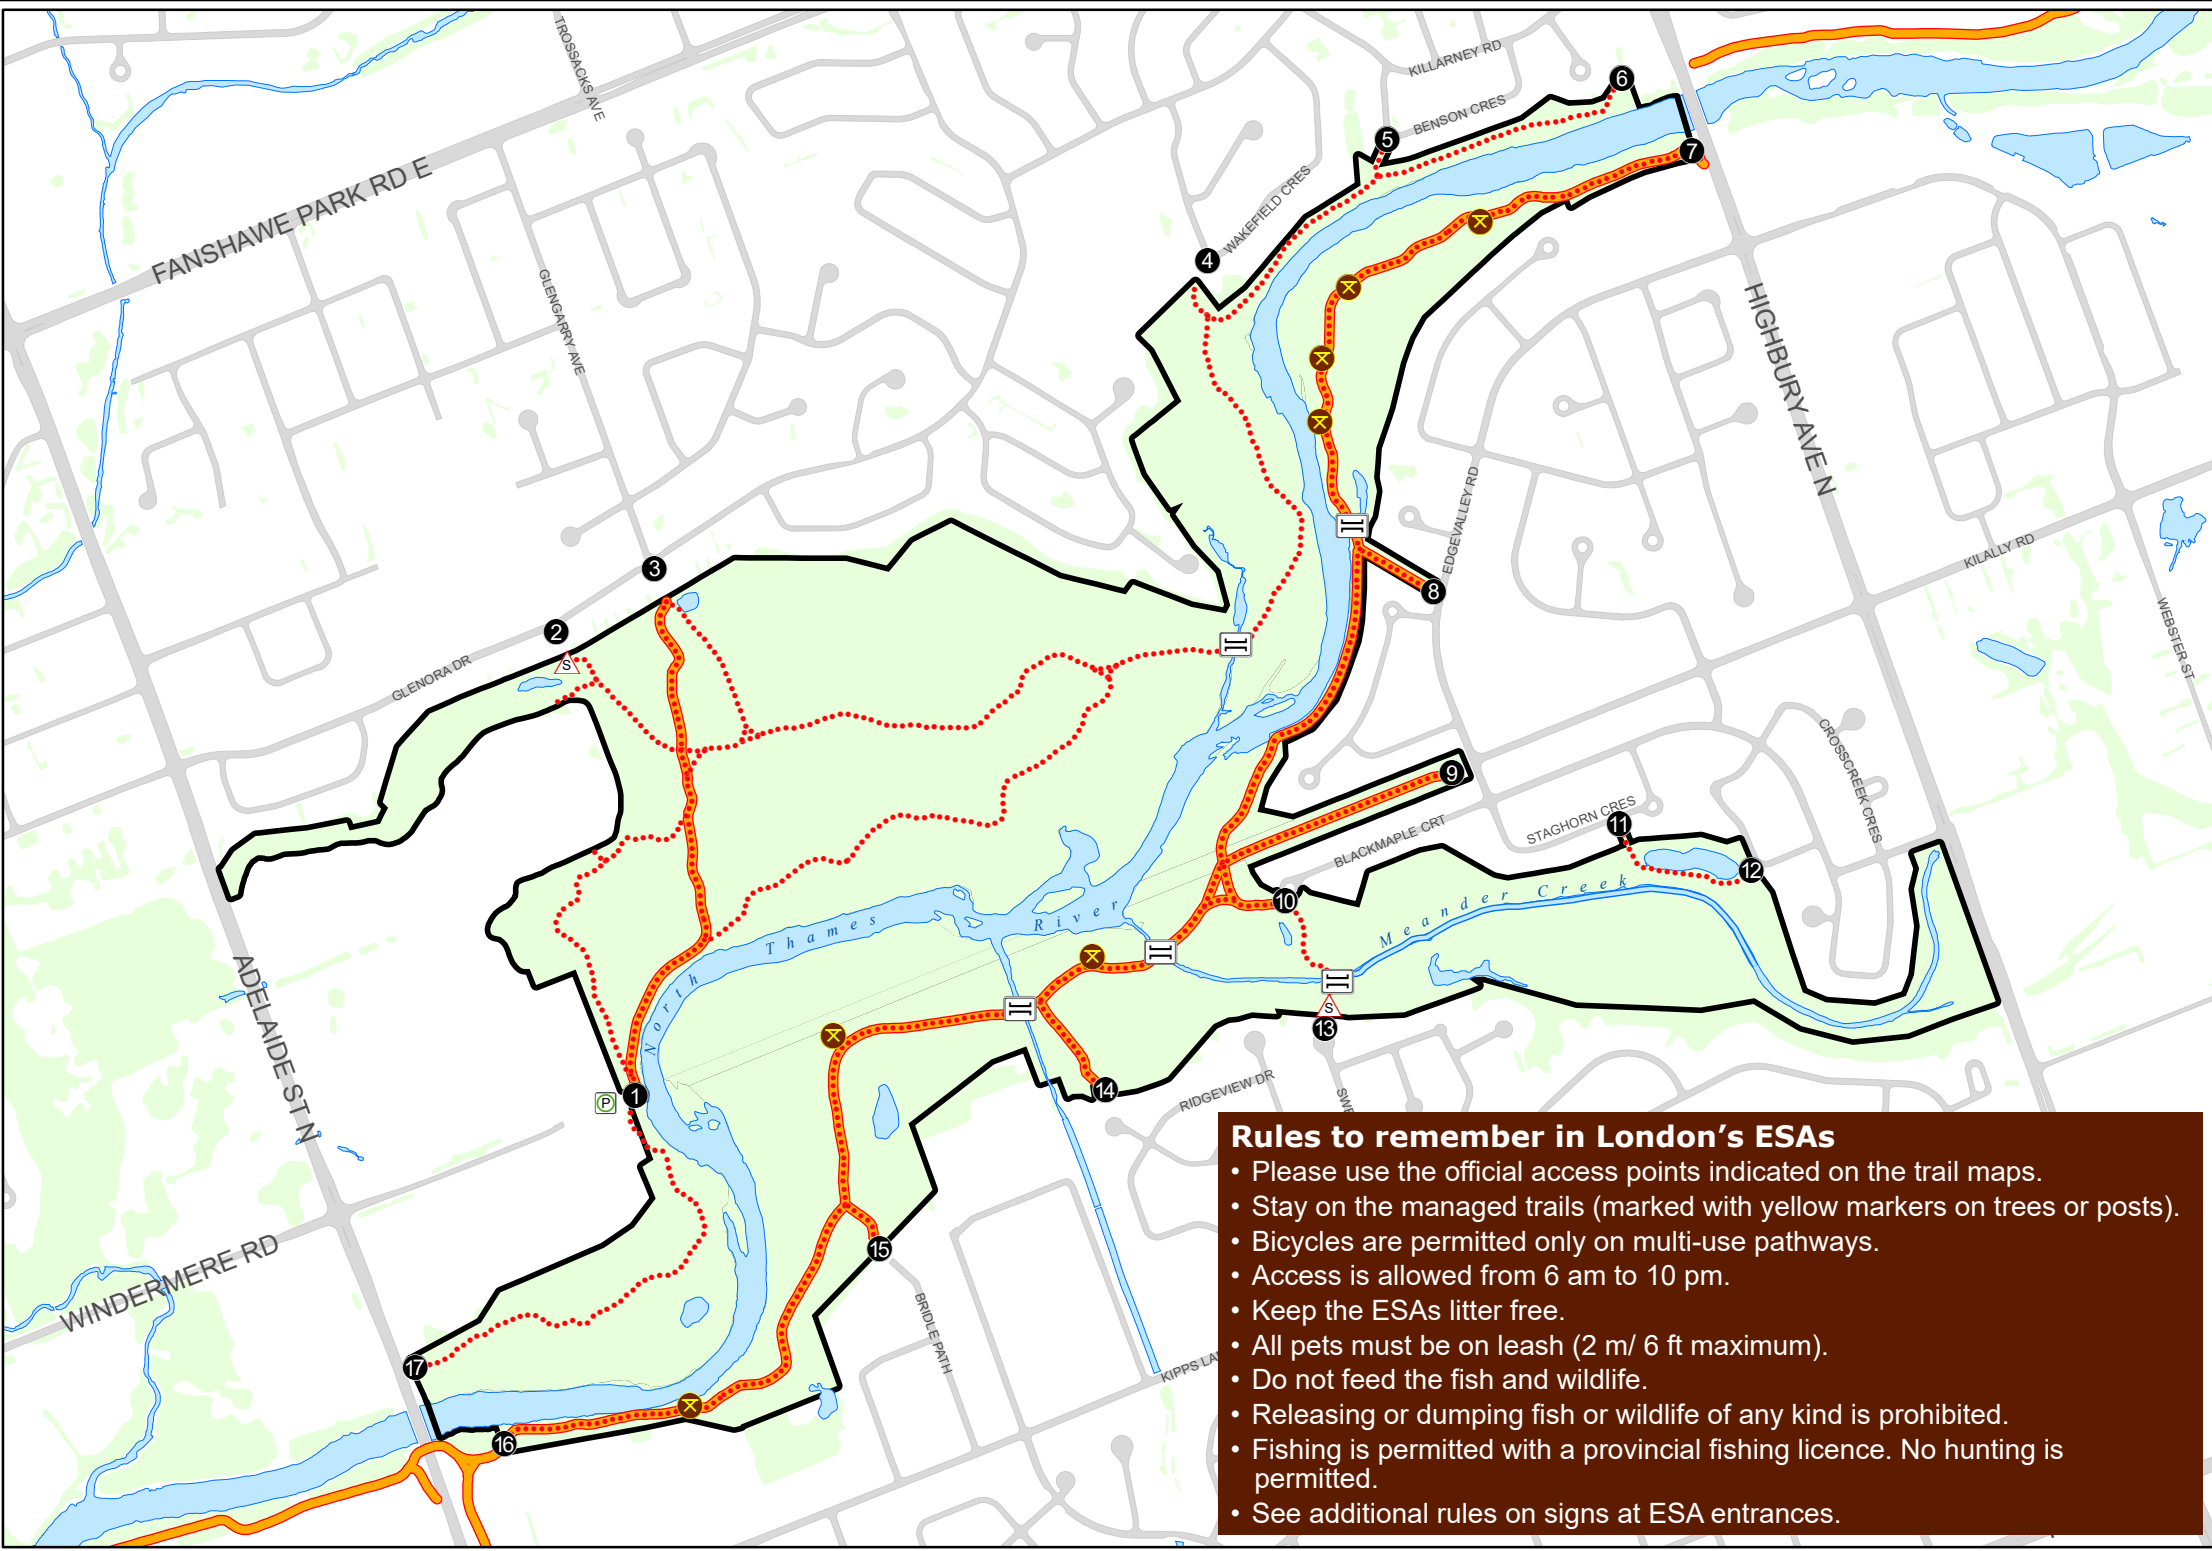 TROSSACKS AVE
KILLARNEY RD
BENSON CRES
FANSHAWE PARK RD E
WAKEFIELD CRES
GLENGARRY AVE
HIGHBURY AVE N
EDGEVALLEY RD
KILALLY RD
WEBSTER ST
GLENORA DR
CROSSCREEK CRES
STAGHORN CRES
BLACKMAPLE CRT
Meander Creek
North Thames River
ADELAIDE ST N
RIDGEVIEW DR
WINDERMERE RD
BRIDLE PATH
KIPPS LA
SW
1
2
3
4
5
6
7
8
9
10
11
12
13
14
15
16
17
S
S
P
Rules to remember in London’s ESAs
• Please use the official access points indicated on the trail maps.
• Stay on the managed trails (marked with yellow markers on trees or posts).
• Bicycles are permitted only on multi-use pathways.
• Access is allowed from 6 am to 10 pm.
• Keep the ESAs litter free.
• All pets must be on leash (2 m/ 6 ft maximum).
• Do not feed the fish and wildlife.
• Releasing or dumping fish or wildlife of any kind is prohibited.
• Fishing is permitted with a provincial fishing licence. No hunting is
permitted.
• See additional rules on signs at ESA entrances.